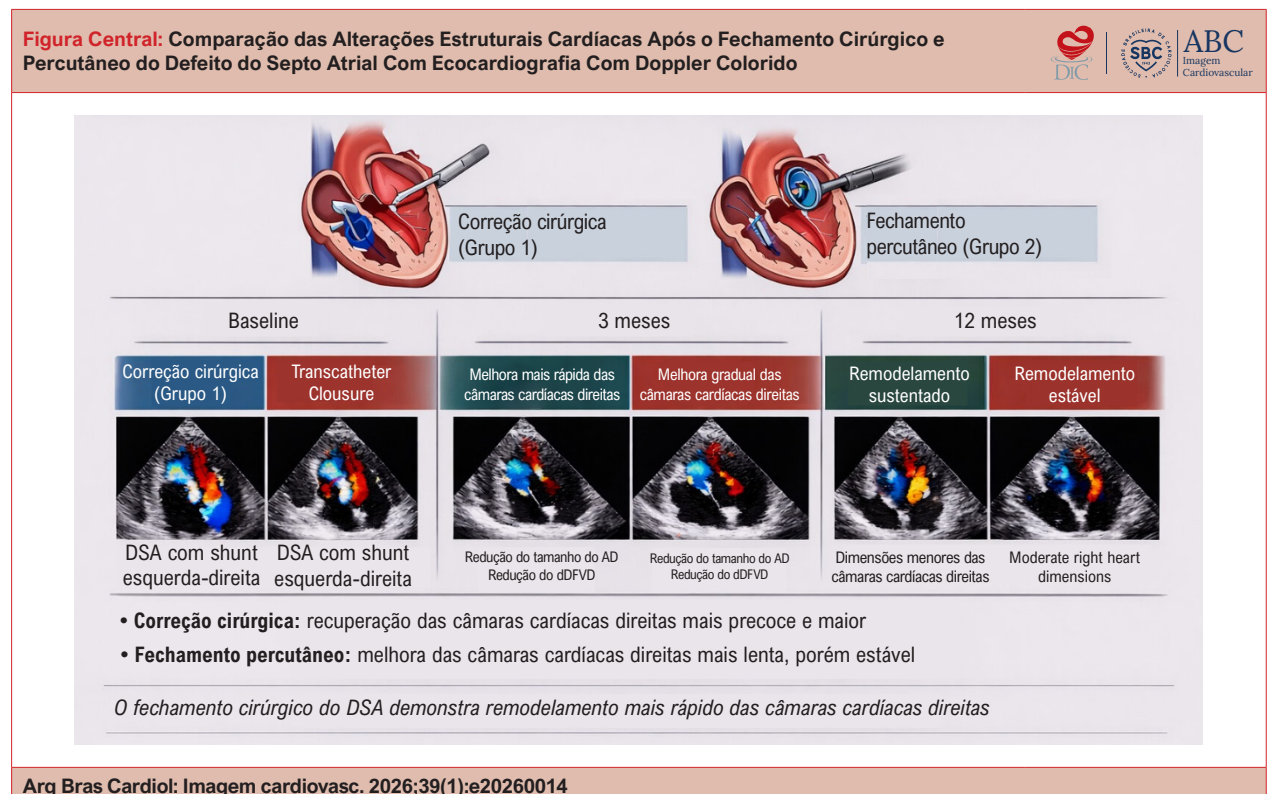 Figura Central: Comparação das Alterações Estruturais Cardíacas Após o Fechamento Cirúrgico e
Percutâneo do Defeito do Septo Atrial Com Ecocardiografia Com Doppler Colorido
DIC
SOCIEDADE BRASILEIRA DE CARDIOLOGIA
SBC
ABC
Imagem
Cardiovascular
Correção cirúrgica
(Grupo 1)
Fechamento
percutâneo (Grupo 2)
Baseline
3 meses
12 meses
Correção cirúrgica
(Grupo 1)
Transcatheter
Clousure
Melhora mais rápida das
câmaras cardíacas direitas
Melhora gradual das
câmaras cardíacas direitas
Remodelamento
sustentado
Remodelamento
estável
DSA com shunt
esquerda-direita
DSA com shunt
esquerda-direita
Redução do tamanho do AD
Redução do dDFVD
Redução do tamanho do AD
Redução do dDFVD
Dimensões menores das
câmaras cardíacas direitas
Moderate right heart
dimensions
• Correção cirúrgica: recuperação das câmaras cardíacas direitas mais precoce e maior
• Fechamento percutâneo: melhora das câmaras cardíacas direitas mais lenta, porém estável
O fechamento cirúrgico do DSA demonstra remodelamento mais rápido das câmaras cardíacas direitas
Arq Bras Cardiol: Imagem cardiovasc. 2026;39(1):e20260014